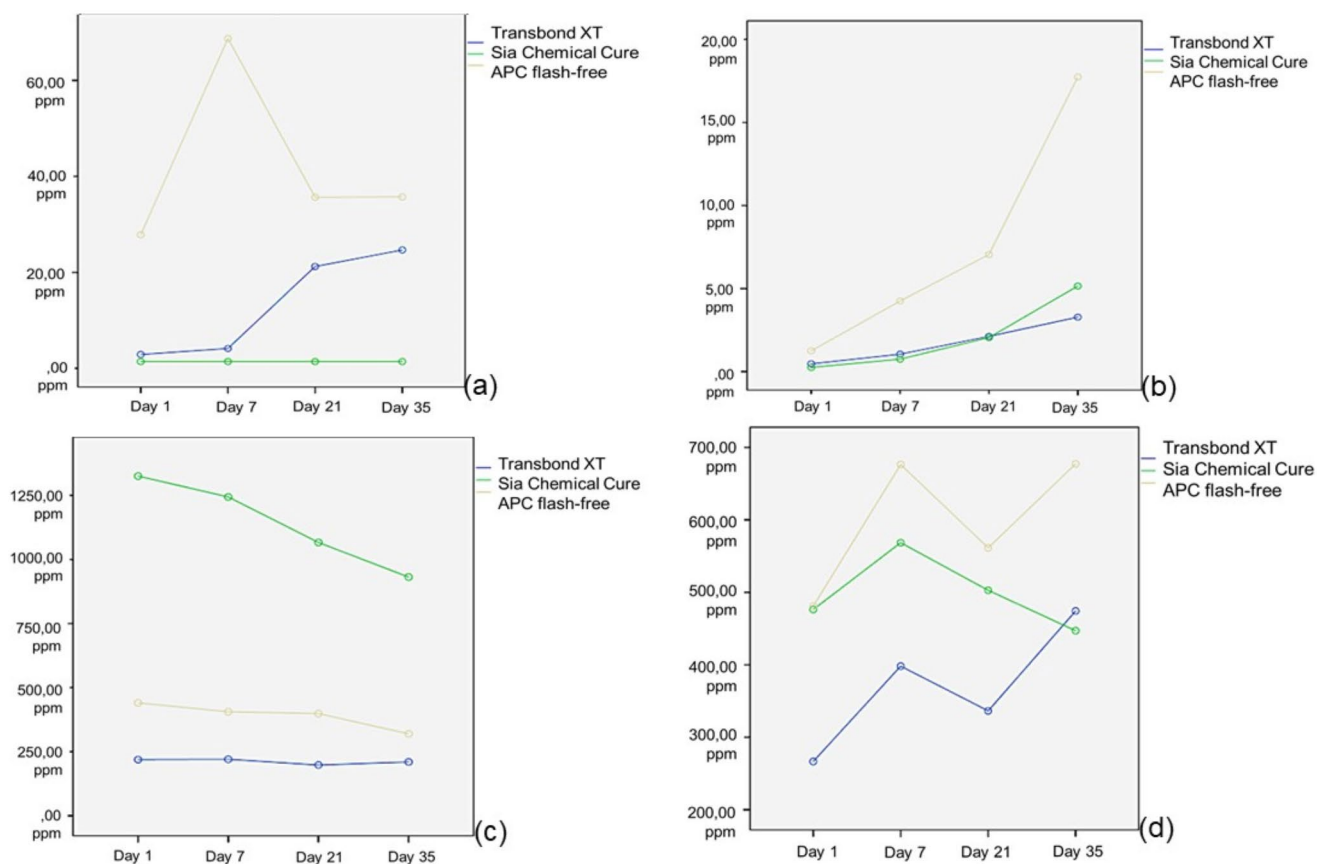 Transbond XT
Sia Chemical Cure
APC flash-free
60,00
ppm
40,00
ppm
20,00
ppm
,00
ppm
Day 1 Day 7 Day 21 Day 35
(a)
Transbond XT
Sia Chemical Cure
APC flash-free
20,00
ppm
15,00
ppm
10,00
ppm
5,00
ppm
,00
ppm
Day 1 Day 7 Day 21 Day 35
(b)
Transbond XT
Sia Chemical Cure
APC flash-free
1250,00
ppm
1000,00
ppm
750,00
ppm
500,00
ppm
250,00
ppm
,00
ppm
Day 1 Day 7 Day 21 Day 35
(c)
Transbond XT
Sia Chemical Cure
APC flash-free
700,00
ppm
600,00
ppm
500,00
ppm
400,00
ppm
300,00
ppm
200,00
ppm
Day 1 Day 7 Day 21 Day 35
(d)